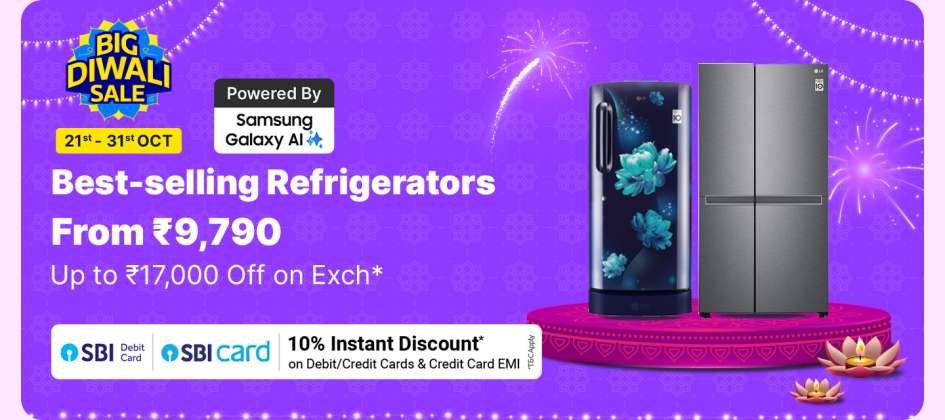 BIG
DIWALI
SALE
21st - 31st OCT
Powered By
Samsung
Galaxy AI
Best-selling Refrigerators
From ₹9,790
Up to ₹17,000 Off on Exch*
SBI Debit Card
SBI card
10% Instant Discount*
on Debit/Credit Cards & Credit Card EMI
*T&C Apply
LG
LG